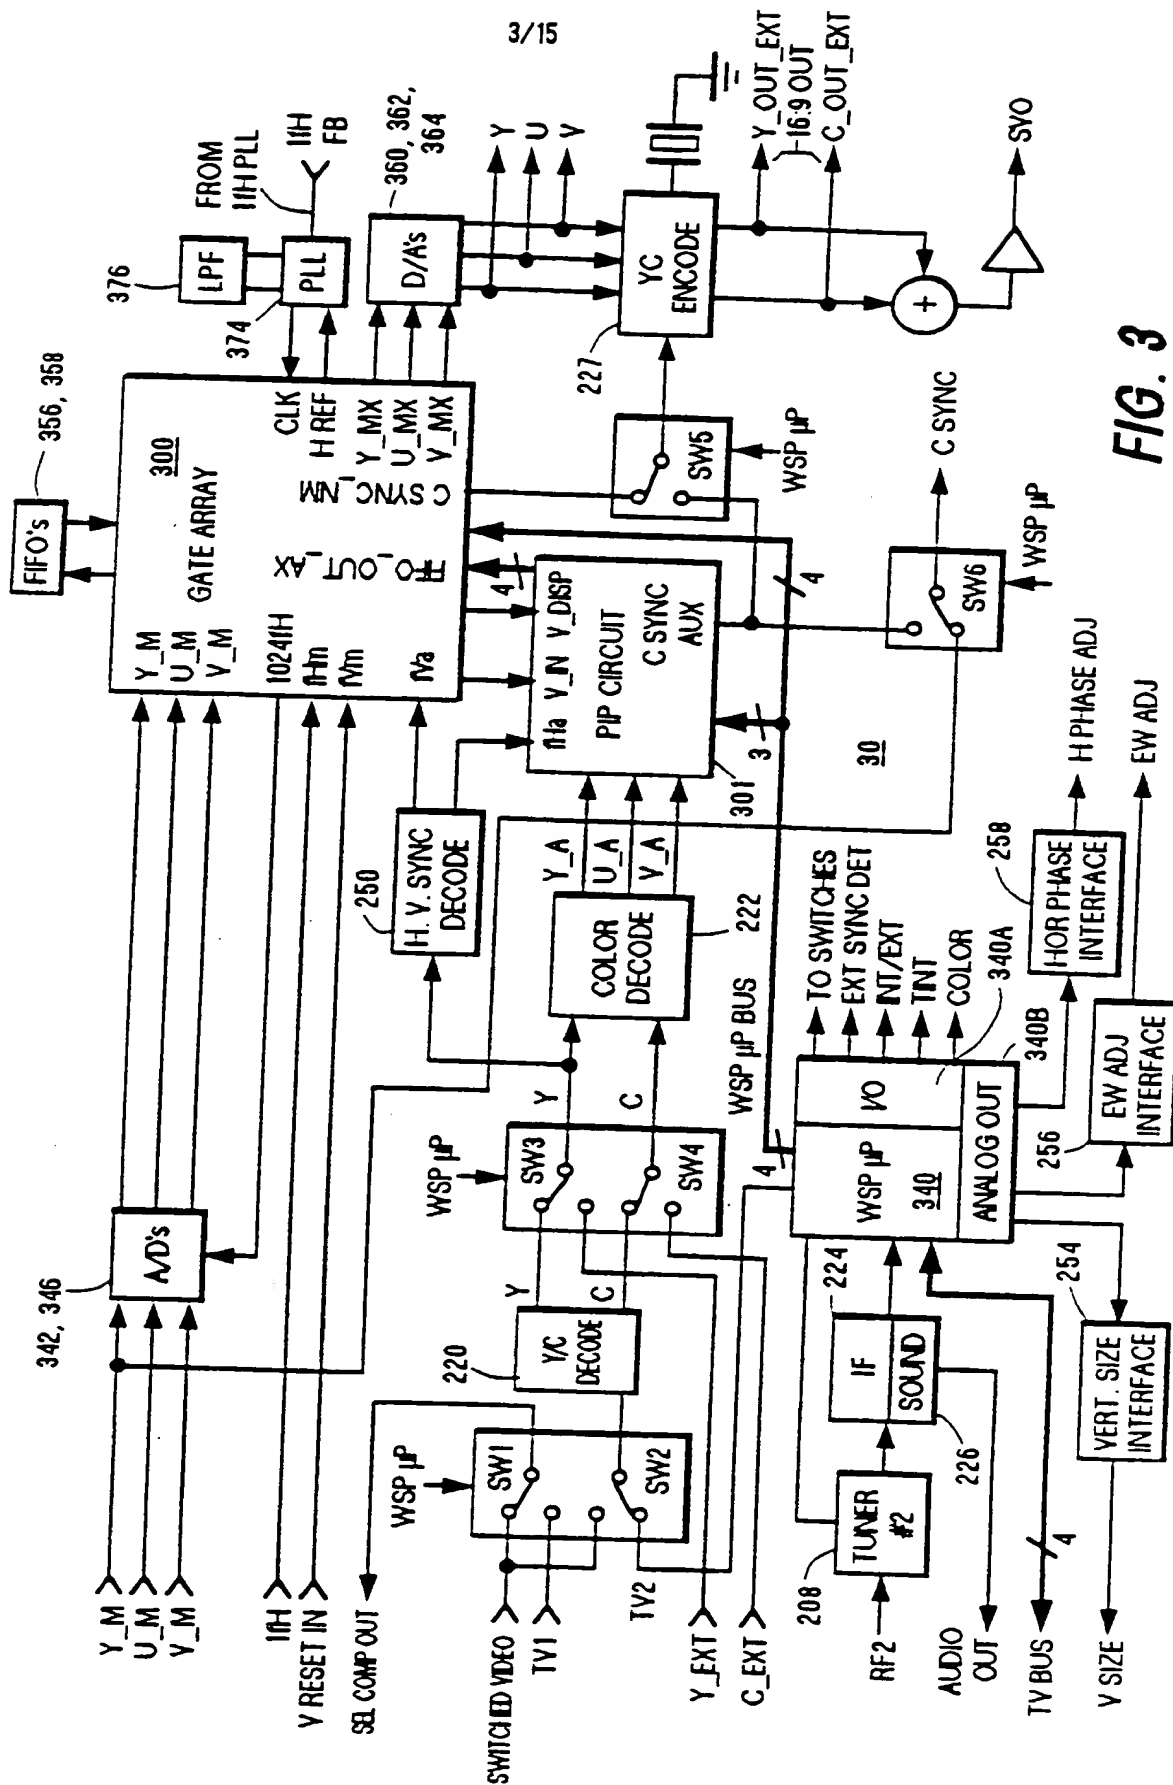 3/15
Y_M
U_M
V_M
1fH
V RESET IN
SEL COMP OUT
SWITCHED VIDEO
TV1
TV2
Y_EXT
C_EXT
RF2
AUDIO
OUT
TV BUS
V SIZE
342, 346
A/D's
WSP µP
SW1
SW2
220
Y/C
DECODE
Y
C
WSP µP
SW3
SW4
Y
C
208
TUNER
#2
IF
SOUND
224
226
4
254
VERT. SIZE
INTERFACE
WSP µP
340
I/O
ANALOG OUT
4
WSP µP BUS
TO SWITCHES
EXT SYNC DET
INT/EXT
TINT
COLOR
340A
340B
256
EW ADJ
INTERFACE
EW ADJ
258
HOR PHASE
INTERFACE
H PHASE ADJ
250
H. V. SYNC
DECODE
COLOR
DECODE
222
Y_A
U_A
V_A
fHa
V_IN
V_DISP
PIP CIRCUIT
C SYNC
AUX
301
3
4
4
30
Y_M
U_M
V_M
1024fH
fHm
fVm
fVa
300
GATE ARRAY
FIFO's
356, 358
CLK
H REF
Y_MX
U_MX
V_MX
C SYNC_NM
FFO_OUT_AX
376
LPF
374
PLL
FROM
1fH PLL
1fH
FB
D/A's
360, 362,
364
Y
U
V
227
YC
ENCODE
SW5
WSP µP
SW6
WSP µP
C SYNC
Y_OUT_EXT
16:9 OUT
C_OUT_EXT
+
SVO
FIG. 3